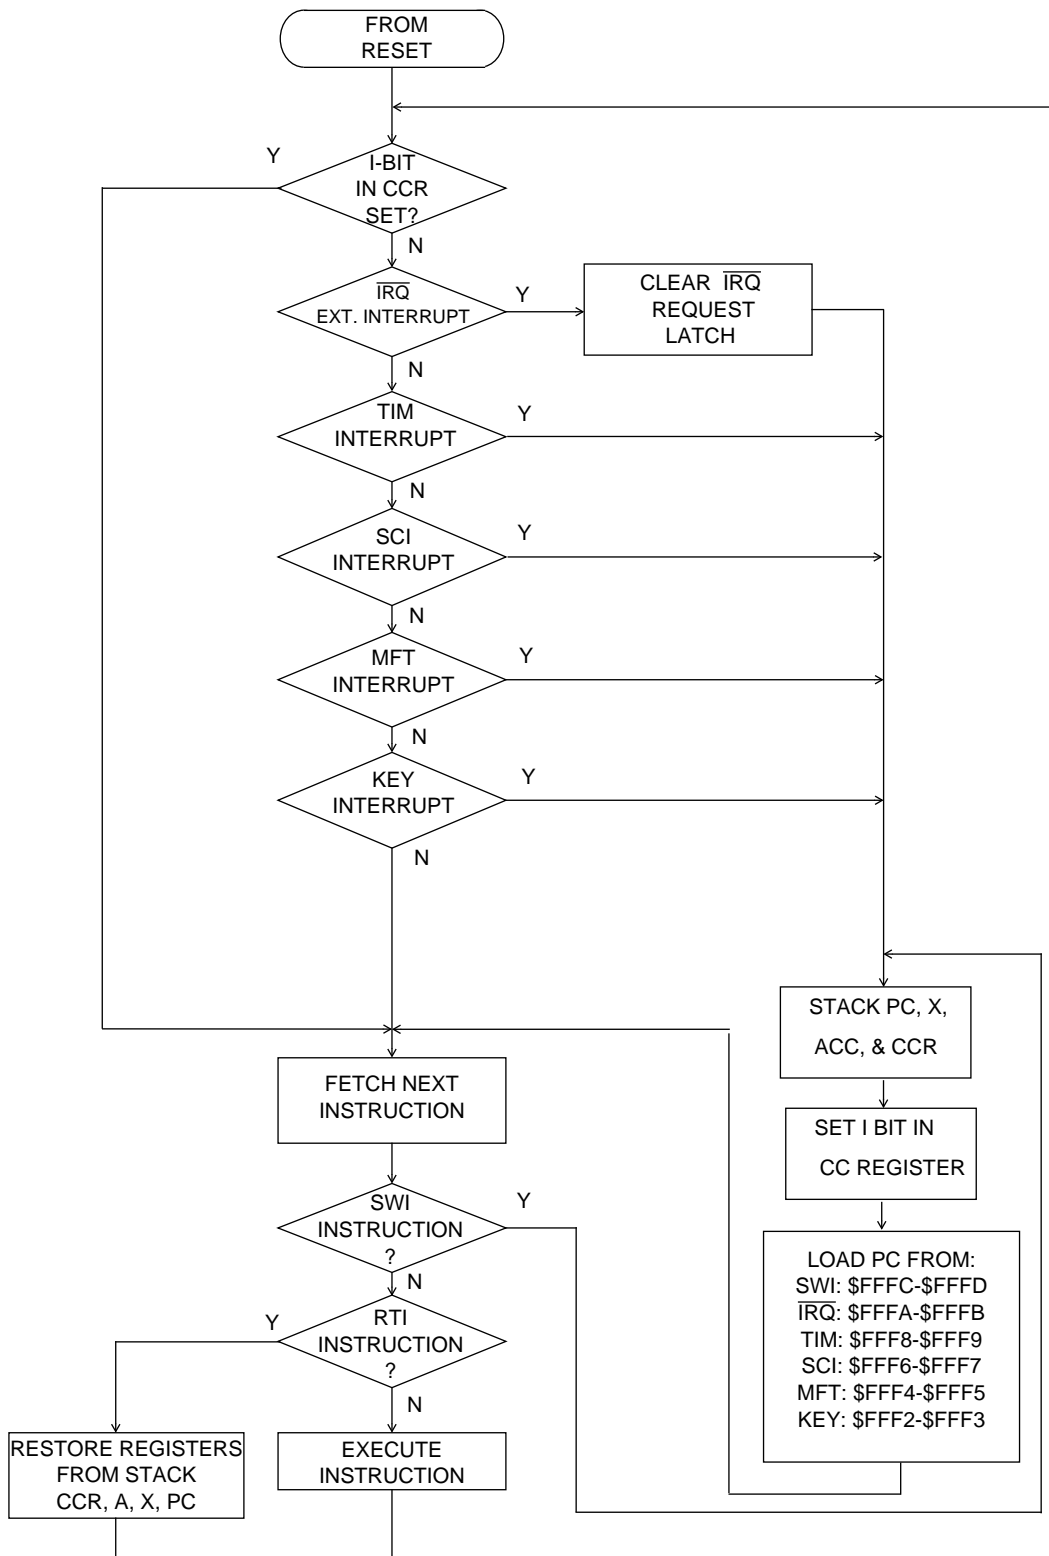 FROM
RESET
Y
I-BIT
IN CCR
SET?
N
IRQ
EXT. INTERRUPT
Y
CLEAR IRQ
REQUEST
LATCH
N
TIM
INTERRUPT
Y
N
SCI
INTERRUPT
Y
N
MFT
INTERRUPT
Y
N
KEY
INTERRUPT
Y
N
STACK PC, X,
ACC, & CCR
FETCH NEXT
INSTRUCTION
SET I BIT IN
CC REGISTER
SWI
INSTRUCTION
?
Y
N
LOAD PC FROM:
SWI: $FFFC-$FFFD
IRQ: $FFFA-$FFFB
TIM: $FFF8-$FFF9
SCI: $FFF6-$FFF7
MFT: $FFF4-$FFF5
KEY: $FFF2-$FFF3
Y
RTI
INSTRUCTION
?
N
RESTORE REGISTERS
FROM STACK
CCR, A, X, PC
EXECUTE
INSTRUCTION